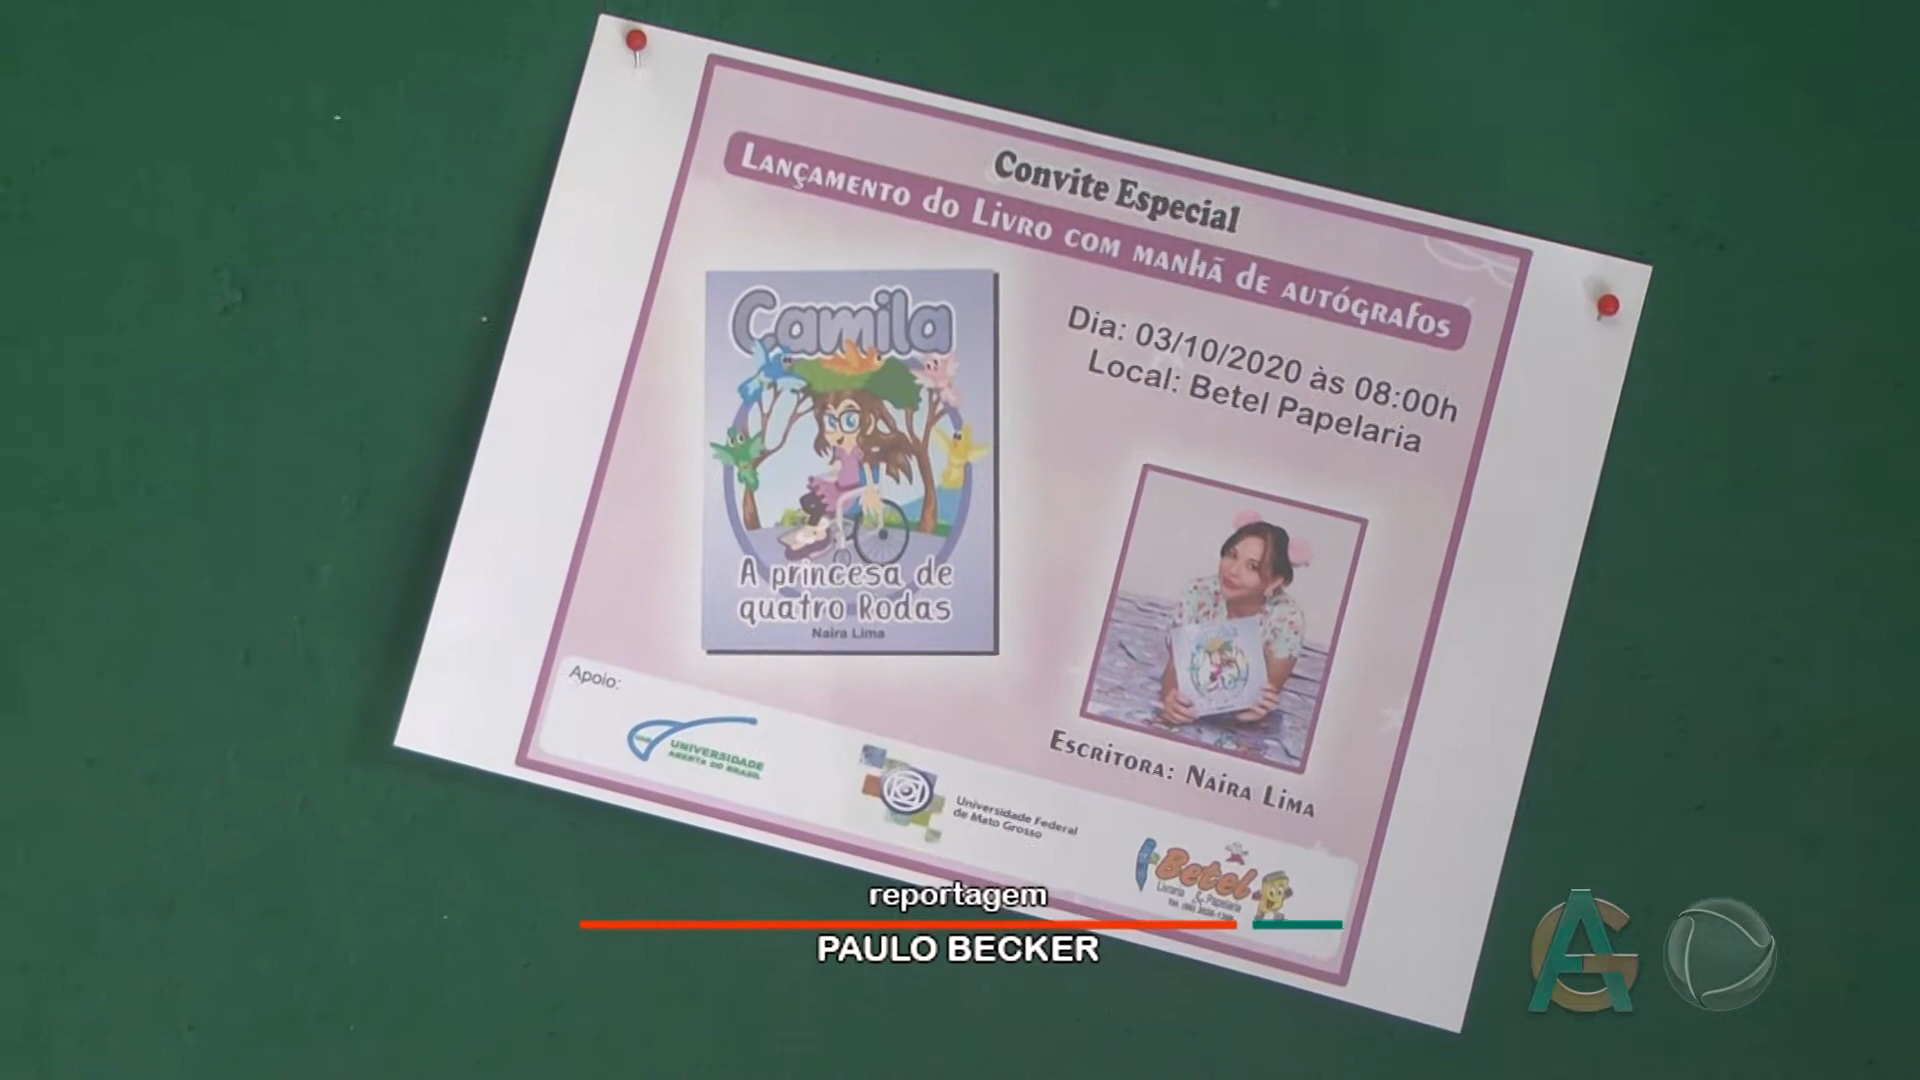 Convite Especial
Lançamento do Livro com manhã de autógrafos
Camila
A princesa de
quatro Rodas
Naira Lima
Dia: 03/10/2020 às 08:00h
Local: Betel Papelaria
Escritora: Naira Lima
Apoio:
UNIVERSIDADE
ABERTA DO BRASIL
Universidade Federal
de Mato Grosso
Betel
Livraria & Papelaria
reportagem
PAULO BECKER